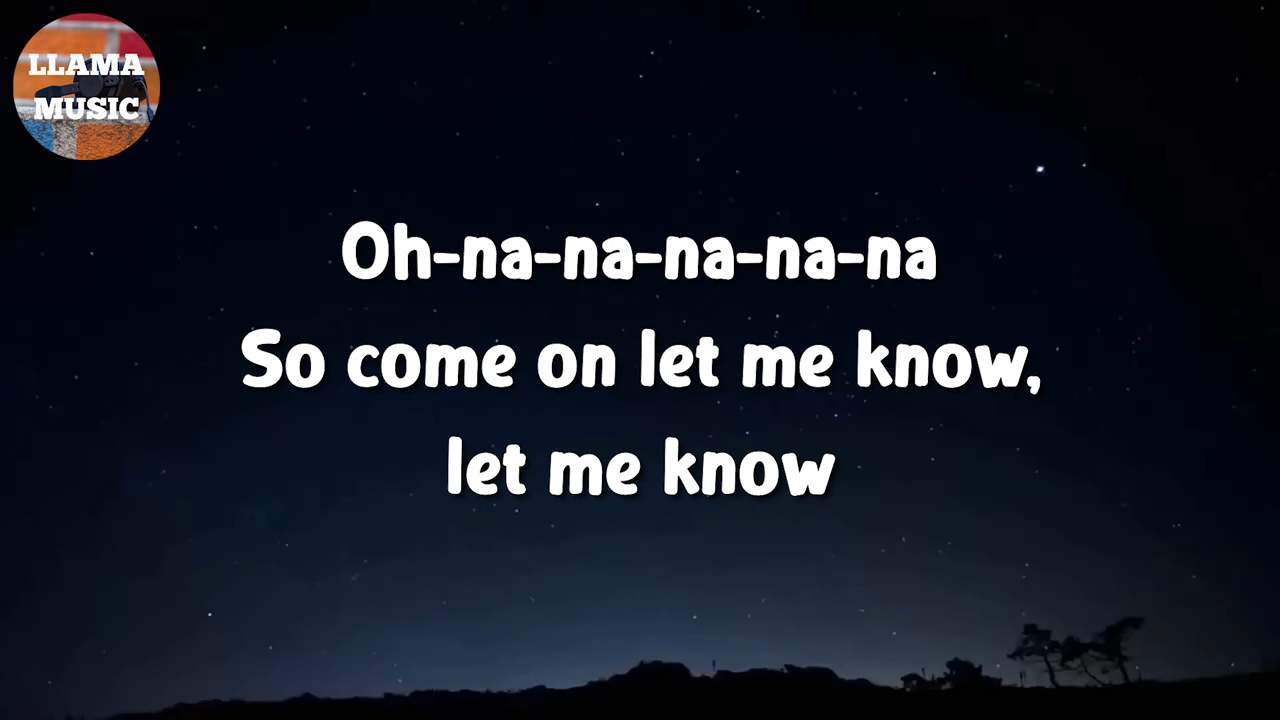 LLAMA
MUSIC
Oh-na-na-na-na-na
So come on let me know,
let me know